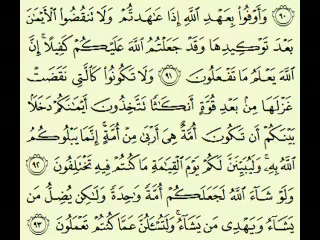 ﴿٩٠﴾ وَأَوْفُوا۟ بِعَهْدِ ٱللَّهِ إِذَا عَـٰهَدتُّمْ وَلَا تَنقُضُوا۟ ٱلْأَيْمَـٰنَ
بَعْدَ تَوْكِيدِهَا وَقَدْ جَعَلْتُمُ ٱللَّهَ عَلَيْكُمْ كَفِيلًا ۚ إِنَّ
ٱللَّهَ يَعْلَمُ مَا تَفْعَلُونَ ﴿٩١﴾ وَلَا تَكُونُوا۟ كَٱلَّتِى نَقَضَتْ
غَزْلَهَا مِنۢ بَعْدِ قُوَّةٍ أَنكَـٰثًا تَتَّخِذُونَ أَيْمَـٰنَكُمْ دَخَلًۢا
بَيْنَكُمْ أَن تَكُونَ أُمَّةٌ هِىَ أَرْبَىٰ مِنْ أُمَّةٍ ۚ إِنَّمَا يَبْلُوكُمُ
ٱللَّهُ بِهِۦ ۚ وَلَيُبَيِّنَنَّ لَكُمْ يَوْمَ ٱلْقِيَـٰمَةِ مَا كُنتُمْ فِيهِ تَخْتَلِفُونَ ﴿٩٢﴾
وَلَوْ شَآءَ ٱللَّهُ لَجَعَلَكُمْ أُمَّةً وَٰحِدَةً وَلَـٰكِن يُضِلُّ مَن
يَشَآءُ وَيَهْدِى مَن يَشَآءُ ۚ وَلَتُسْـَٔلُنَّ عَمَّا كُنتُمْ تَعْمَلُونَ ﴿٩٣﴾